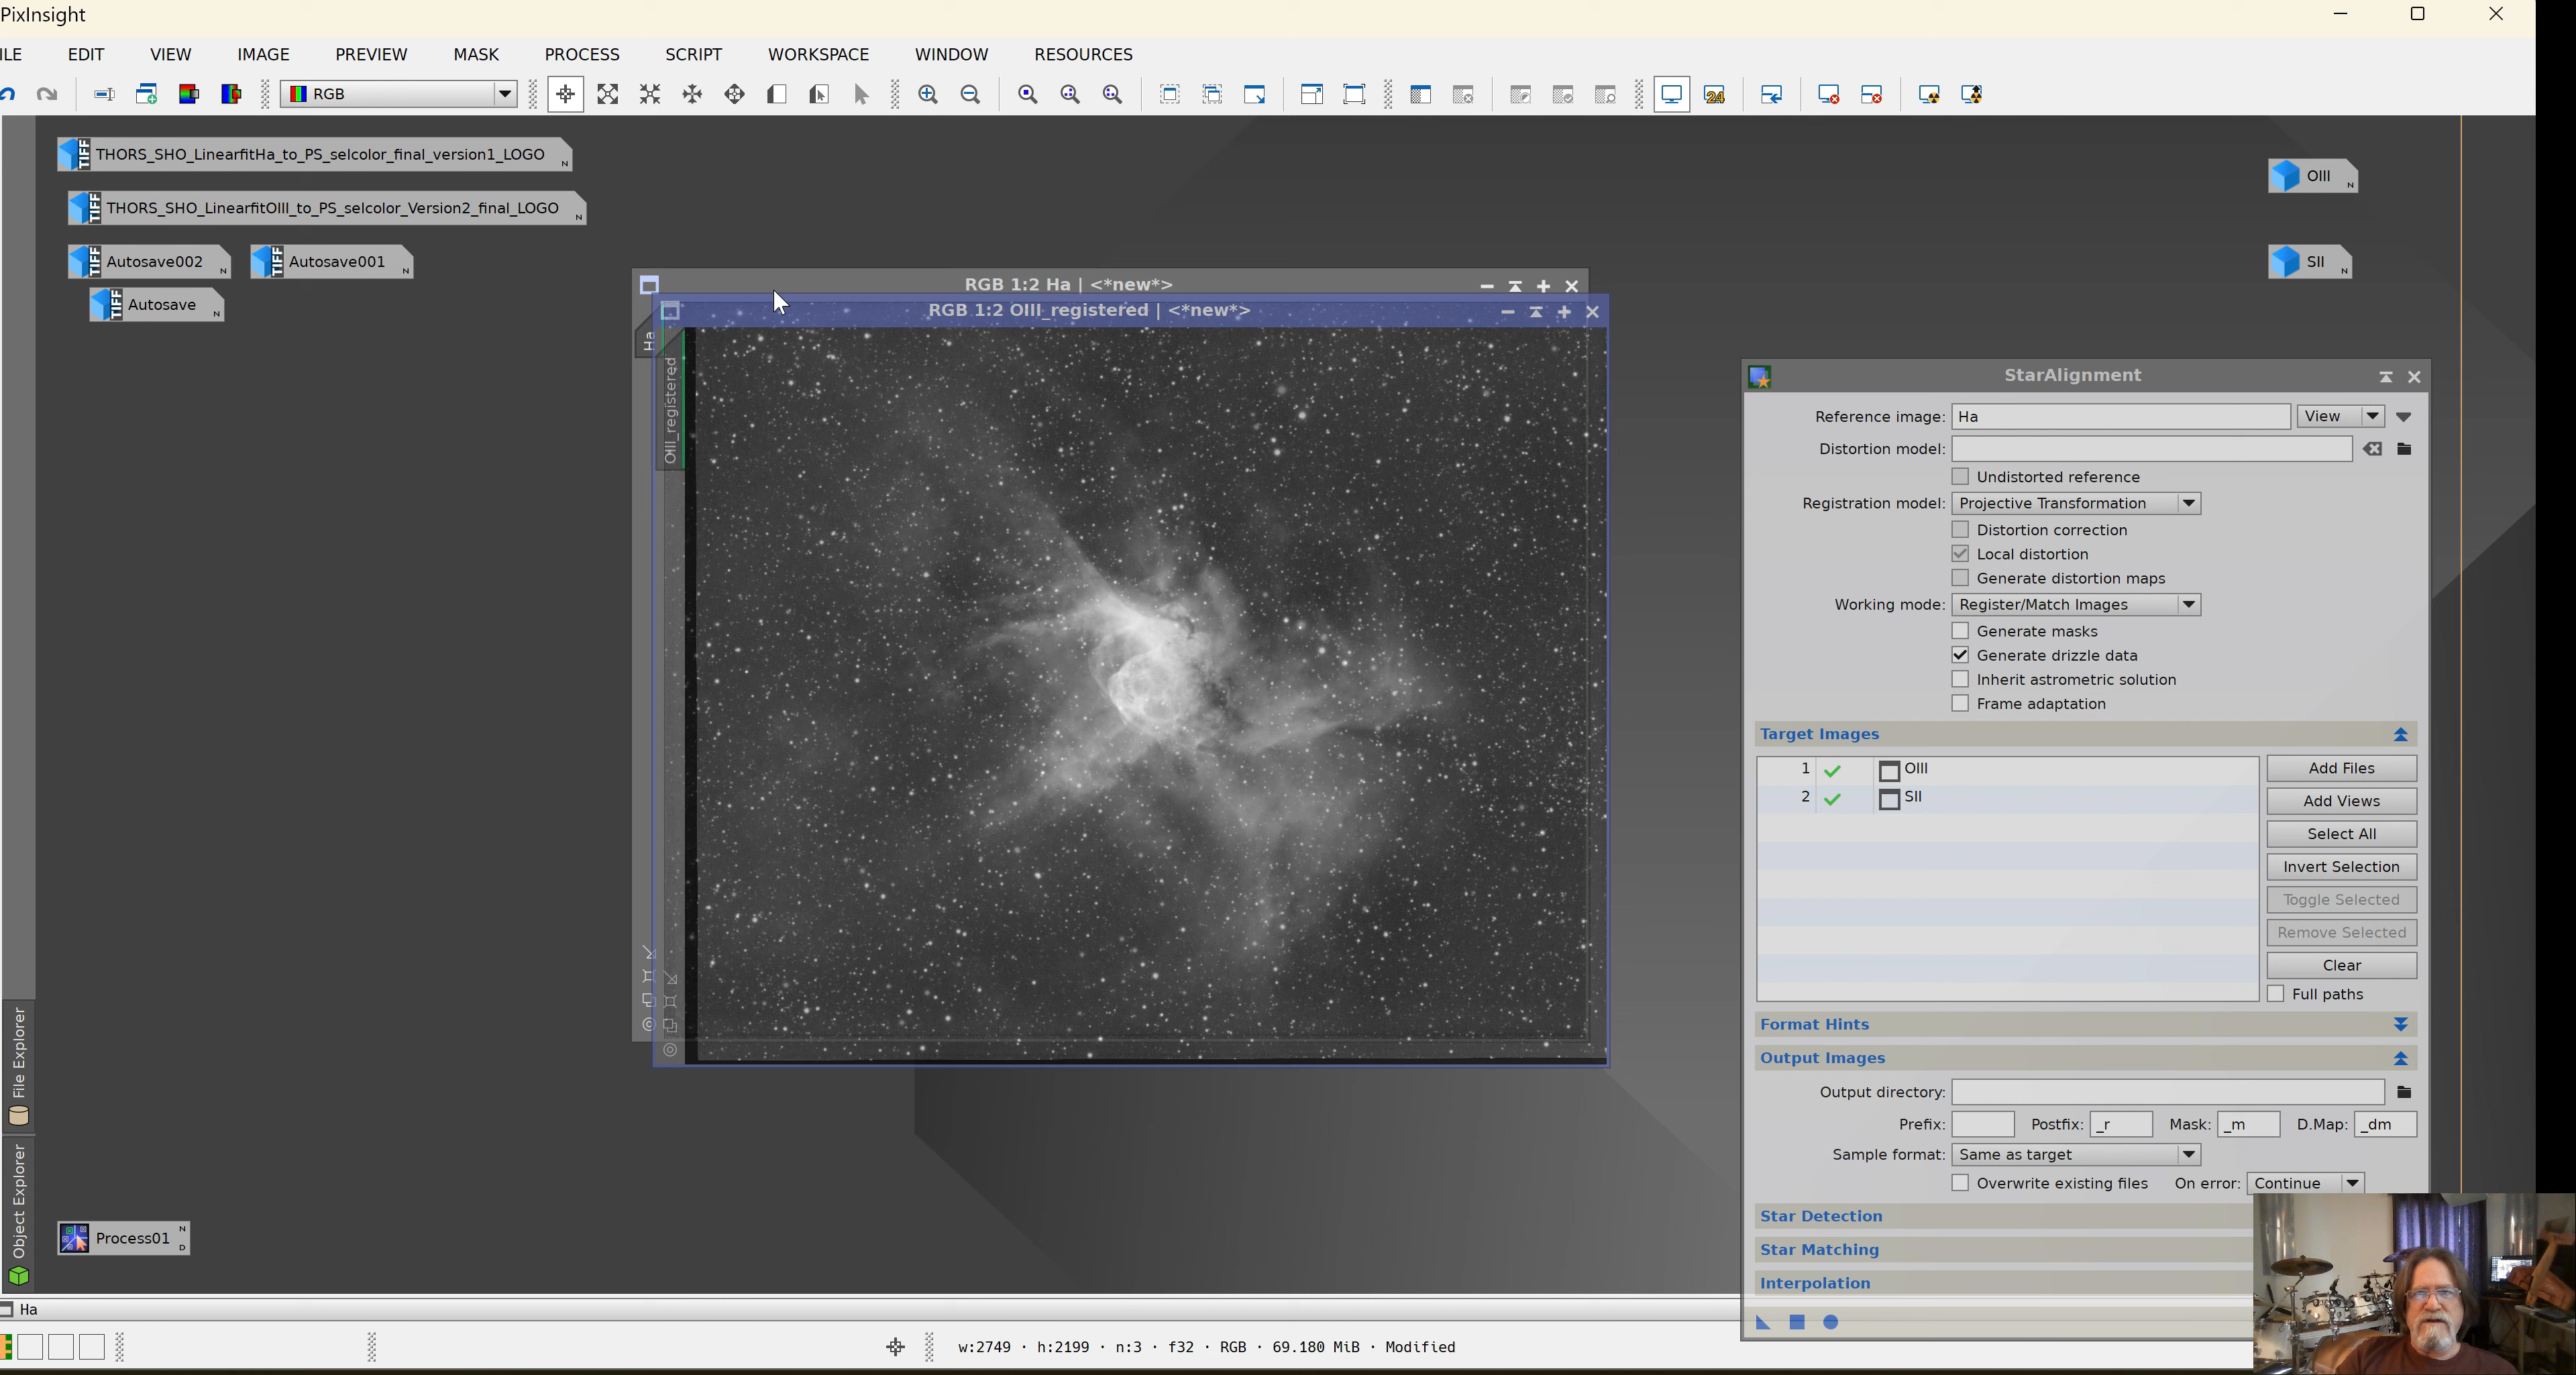 PixInsight
ILE EDIT VIEW IMAGE PREVIEW MASK PROCESS SCRIPT WORKSPACE WINDOW RESOURCES
RGB
24
TIFF THORS_SHO_LinearfitHa_to_PS_selcolor_final_version1_LOGO N
TIFF THORS_SHO_LinearfitOIII_to_PS_selcolor_Version2_final_LOGO N
TIFF Autosave002 N
TIFF Autosave001 N
TIFF Autosave N
OIII N
SII N
RGB 1:2 Ha | <*new*>
Ha
RGB 1:2 OIII_registered | <*new*>
OIII_registered
StarAlignment
Reference image: Ha View
Distortion model:
Undistorted reference
Registration model: Projective Transformation
Distortion correction
Local distortion
Generate distortion maps
Working mode: Register/Match Images
Generate masks
Generate drizzle data
Inherit astrometric solution
Frame adaptation
Target Images
1 OIII
2 SII
Add Files
Add Views
Select All
Invert Selection
Toggle Selected
Remove Selected
Clear
Full paths
Format Hints
Output Images
Output directory:
Prefix: Postfix: _r Mask: _m D.Map: _dm
Sample format: Same as target
Overwrite existing files On error: Continue
Star Detection
Star Matching
Interpolation
File Explorer
Object Explorer
Process01 N D
Ha
w:2749 · h:2199 · n:3 · f32 · RGB · 69.180 MiB · Modified